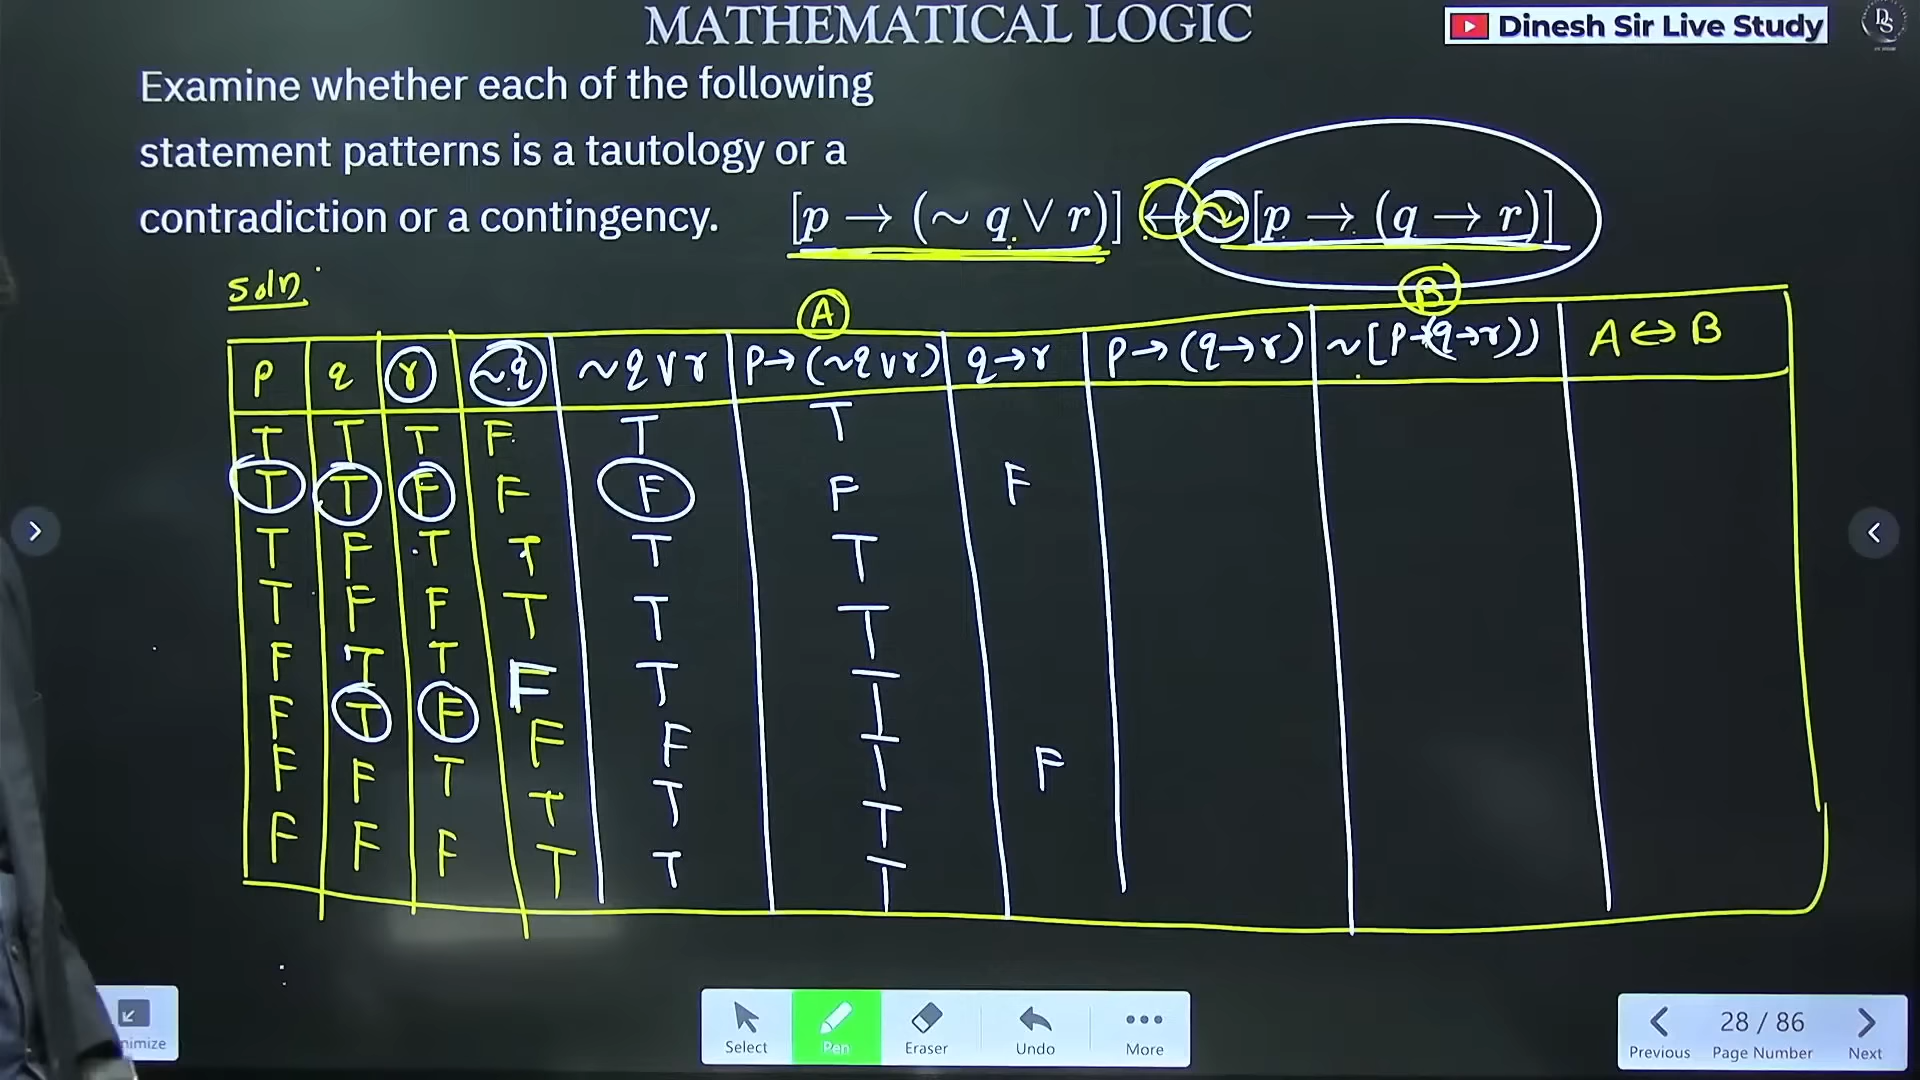 MATHEMATICAL LOGIC
Dinesh Sir Live Study
DS
Examine whether each of the following
statement patterns is a tautology or a
contradiction or a contingency. [p → (∼ q ∨ r)] ↔ ∼ [p → (q → r)]
Soln
A B
p q r ~q ~q∨r p→(~q∨r) q→r p→(q→r) ~[p→(q→r)) A↔B
T T T F T T
T T F F F F F
T F T T T T
T F F T T T
F T T F T T
F T F F F T F
F F T T T T
F F F T T T
nimize
Select Pen Eraser Undo More
28 / 86
Previous Page Number Next